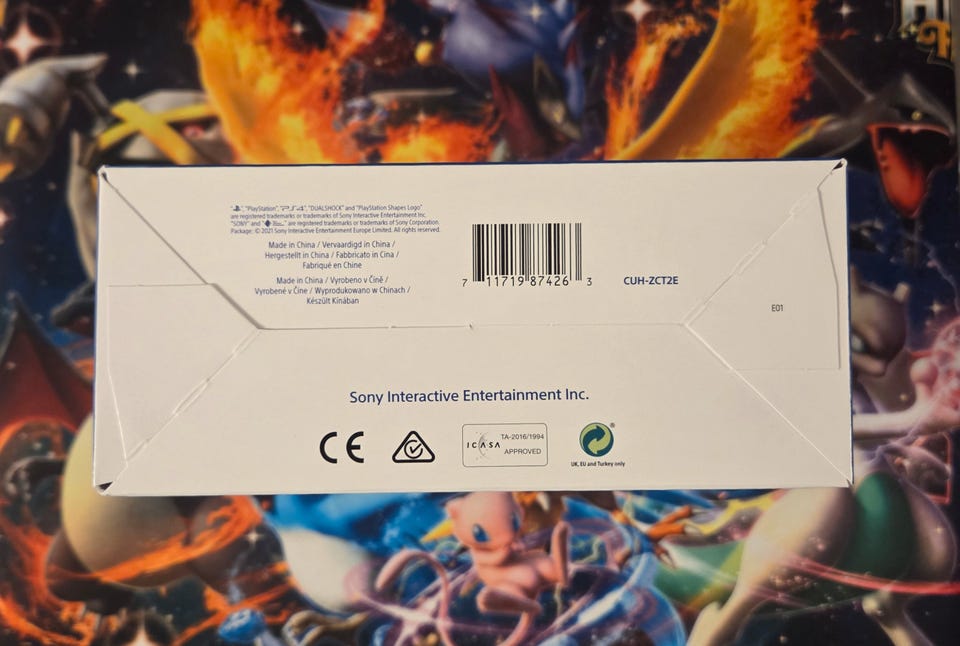 "PlayStation", "PS4", "DUALSHOCK" and "PlayStation Shapes Logo"
are registered trademarks or trademarks of Sony Interactive Entertainment Inc.
"SONY" and " " are registered trademarks or trademarks of Sony Corporation.
Package: © 2021 Sony Interactive Entertainment Europe Limited. All rights reserved.
Made in China / Vervaardigd in China /
Hergestellt in China / Fabbricato in Cina /
Fabriqué en Chine
Made in China / Vyrobeno v Číně /
Vyrobené v Číne / Wyprodukowano w Chinach /
Készült Kínában
7 11719 87426 3
CUH-ZCT2E
E01
Sony Interactive Entertainment Inc.
CE
ICASA
TA-2016/1994
APPROVED
®
UK, EU and Turkey only